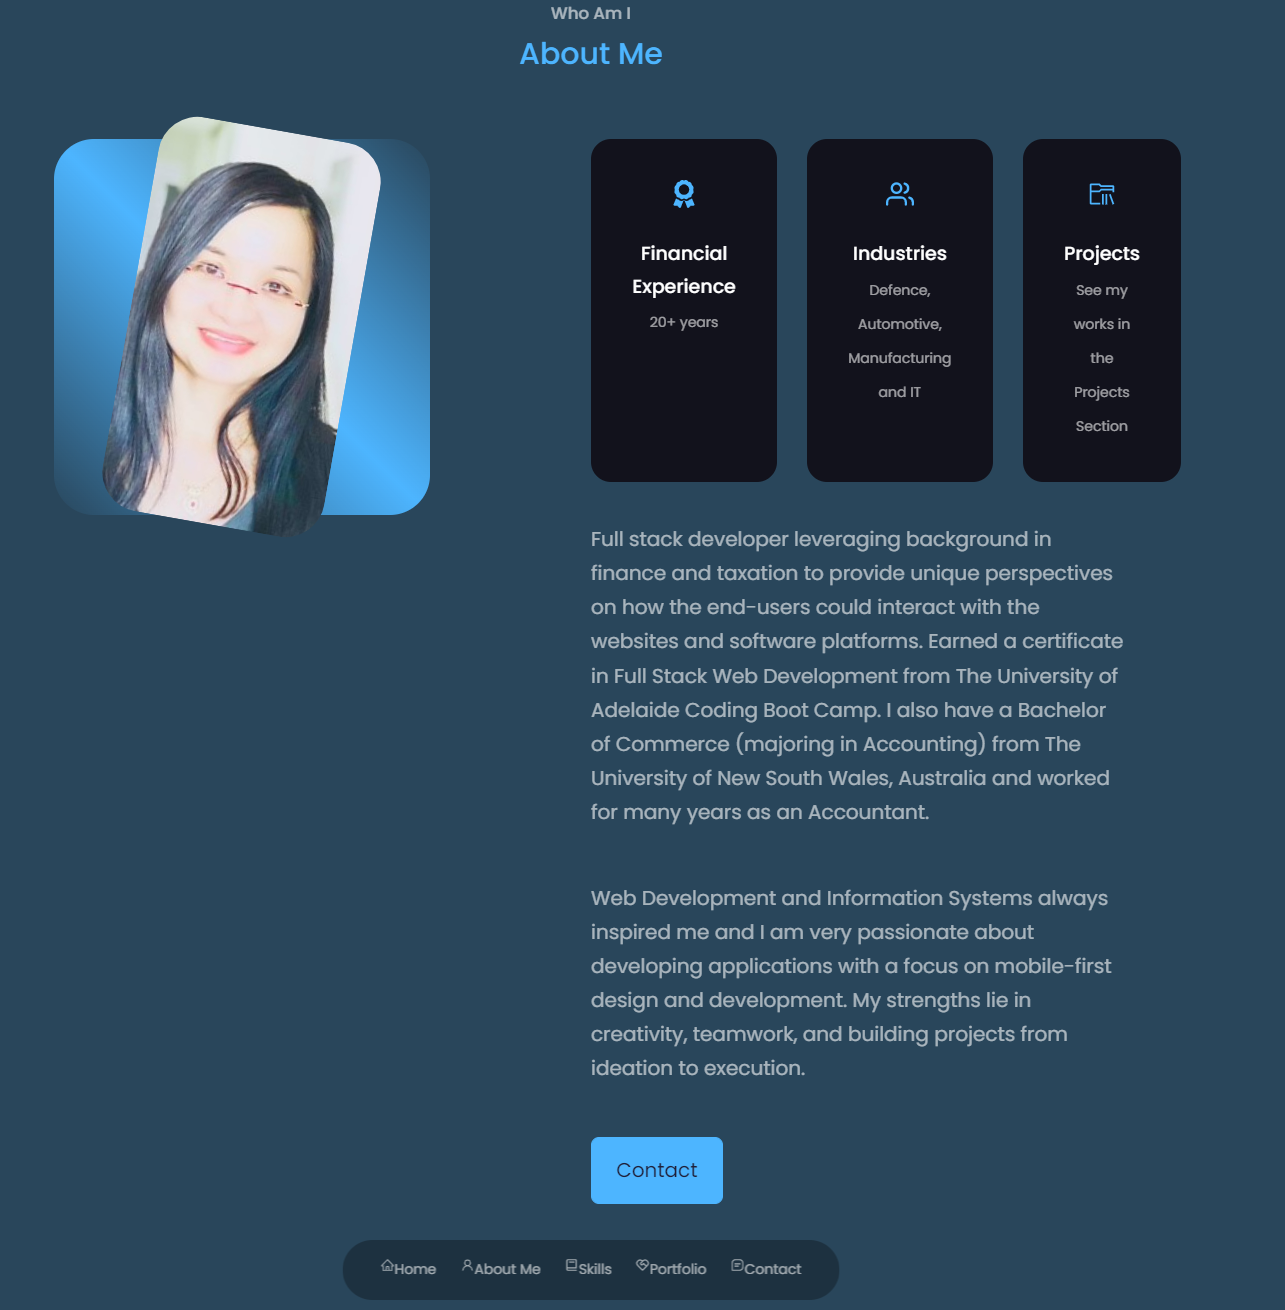 Who Am I
About Me
Financial
Experience
20+ years
Industries
Defence,
Automotive,
Manufacturing
and IT
Projects
See my
works in
the
Projects
Section
Full stack developer leveraging background in
finance and taxation to provide unique perspectives
on how the end-users could interact with the
websites and software platforms. Earned a certificate
in Full Stack Web Development from The University of
Adelaide Coding Boot Camp. I also have a Bachelor
of Commerce (majoring in Accounting) from The
University of New South Wales, Australia and worked
for many years as an Accountant.
Web Development and Information Systems always
inspired me and I am very passionate about
developing applications with a focus on mobile-first
design and development. My strengths lie in
creativity, teamwork, and building projects from
ideation to execution.
Contact
Home About Me Skills Portfolio Contact